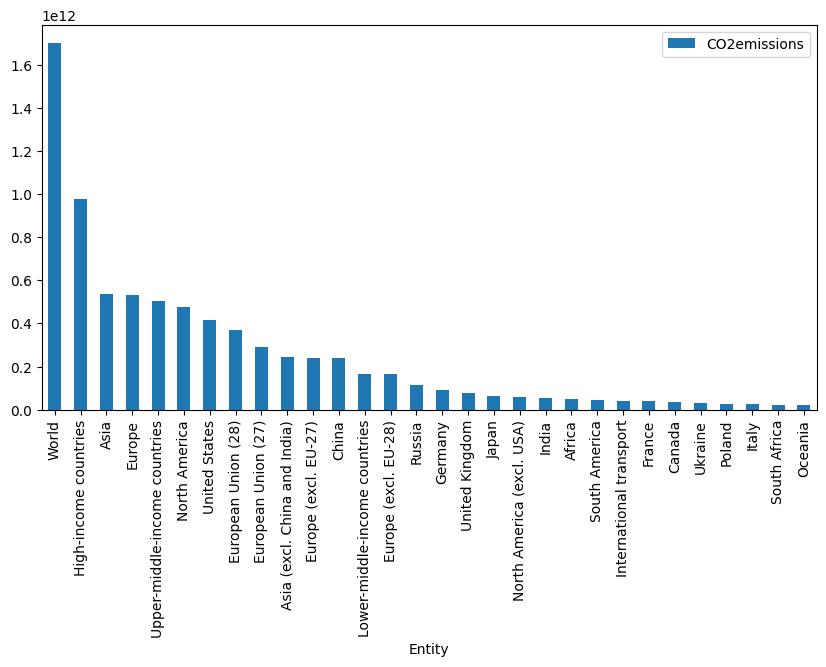 1e12
CO2emissions
1.6
1.4
1.2
1.0
0.8
0.6
0.4
0.2
0.0
World
High-income countries
Asia
Europe
Upper-middle-income countries
North America
United States
European Union (28)
European Union (27)
Asia (excl. China and India)
Europe (excl. EU-27)
China
Lower-middle-income countries
Europe (excl. EU-28)
Russia
Germany
United Kingdom
Japan
North America (excl. USA)
India
Africa
South America
International transport
France
Canada
Ukraine
Poland
Italy
South Africa
Oceania
Entity